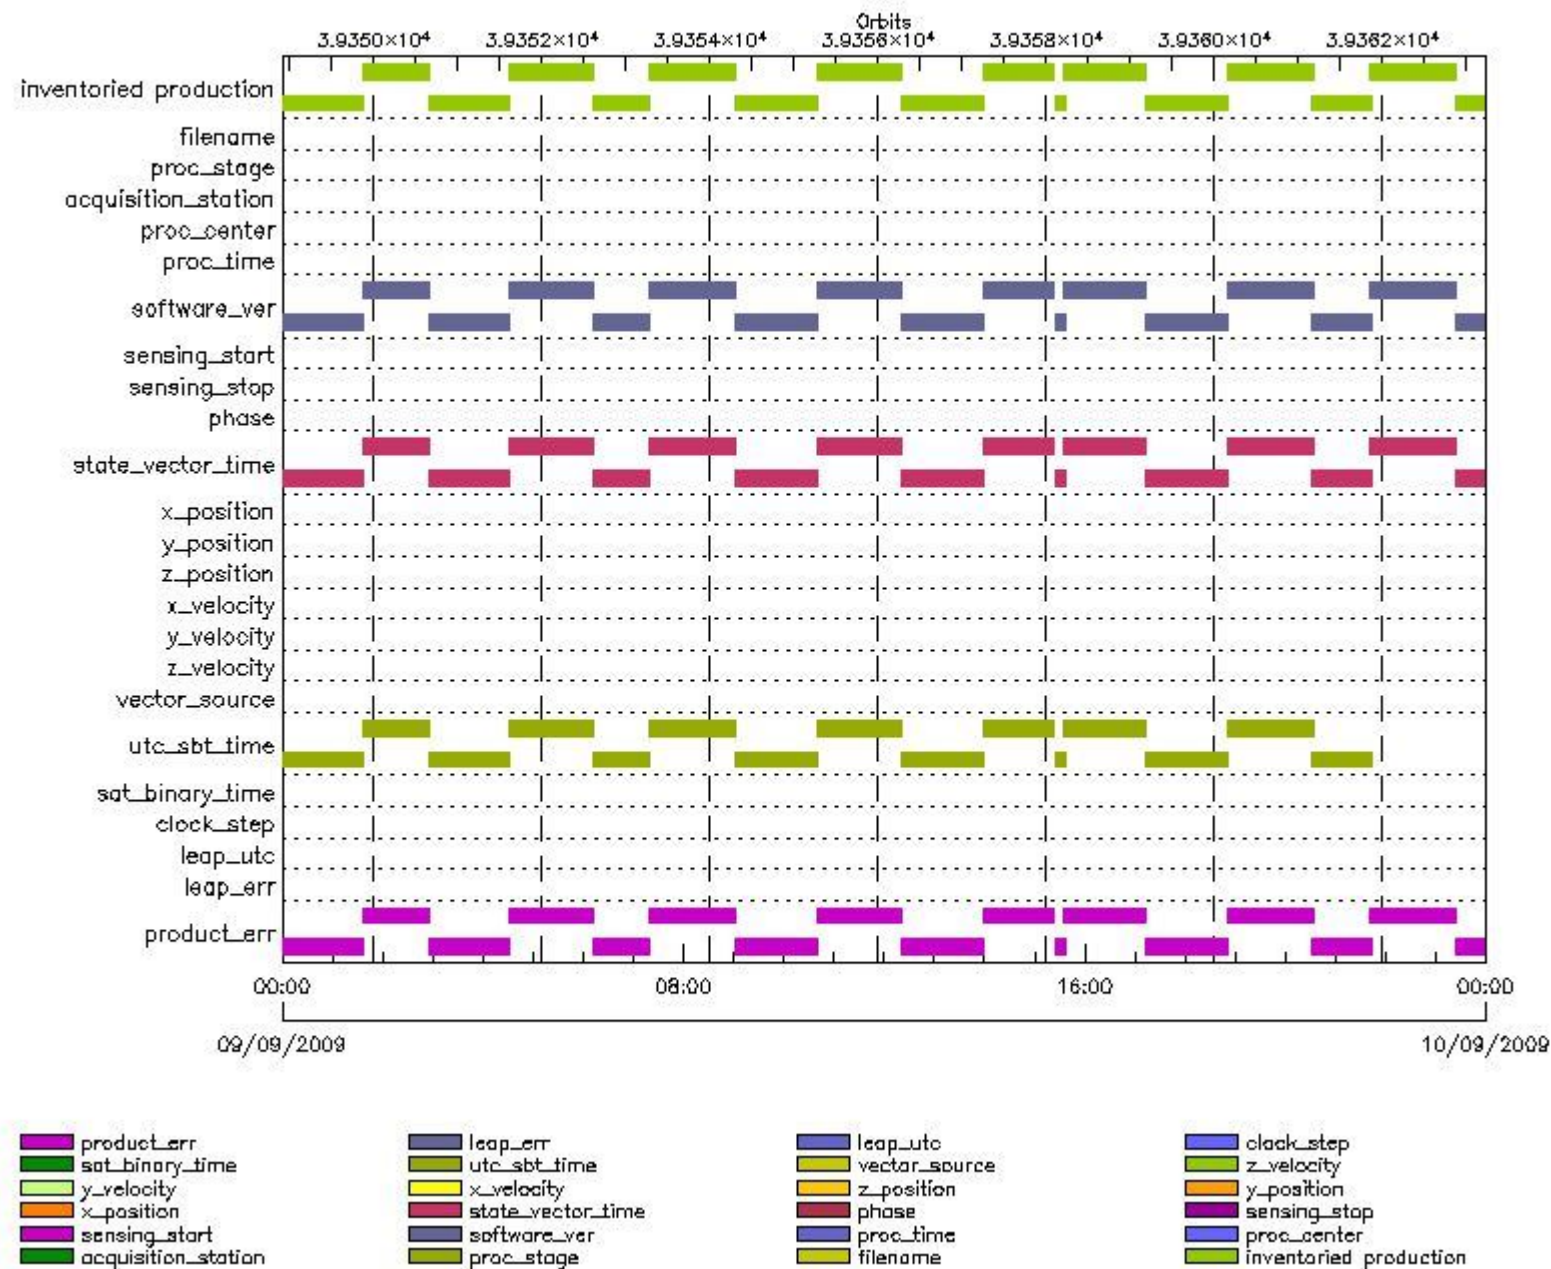 Orbits
3.9350×10⁴ 3.9352×10⁴ 3.9354×10⁴ 3.9356×10⁴ 3.9358×10⁴ 3.9360×10⁴ 3.9362×10⁴
inventoried production
filename
proc_stage
acquisition_station
proc_center
proc_time
software_ver
sensing_start
sensing_stop
phase
state_vector_time
x_position
y_position
z_position
x_velocity
y_velocity
z_velocity
vector_source
utc_sbt_time
sat_binary_time
clock_step
leap_utc
leap_err
product_err
00:00 08:00 16:00 00:00
09/09/2009 10/09/2009
product_err leap_err leap_utc clock_step
sat_binary_time utc_sbt_time vector_source z_velocity
y_velocity x_velocity z_position y_position
x_position state_vector_time phase sensing_stop
sensing_start software_ver proc_time proc_center
acquisition_station proc_stage filename inventoried production